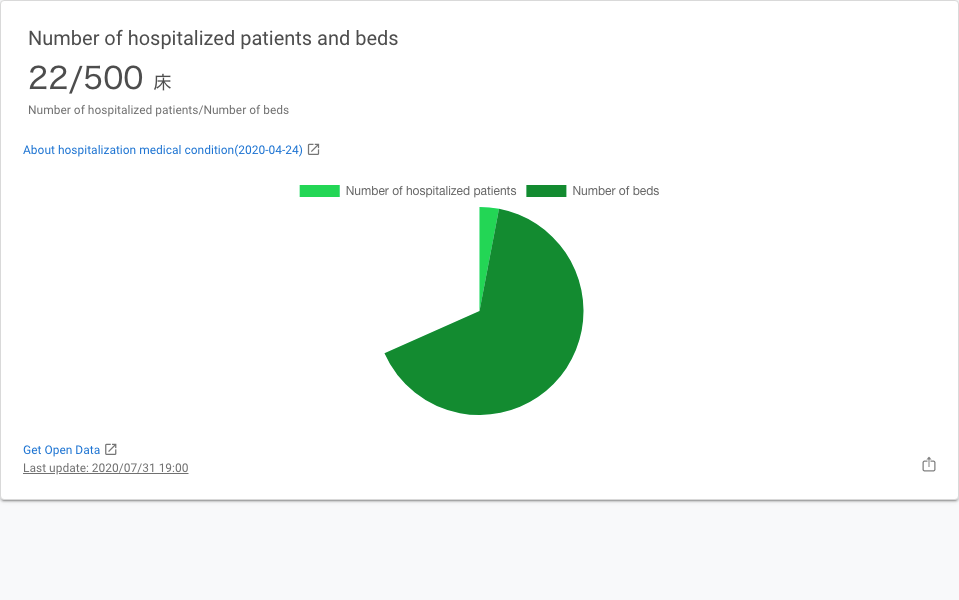 Number of hospitalized patients and beds
22/500 床
Number of hospitalized patients/Number of beds
About hospitalization medical condition(2020-04-24)
Number of hospitalized patients Number of beds
Get Open Data
Last update: 2020/07/31 19:00